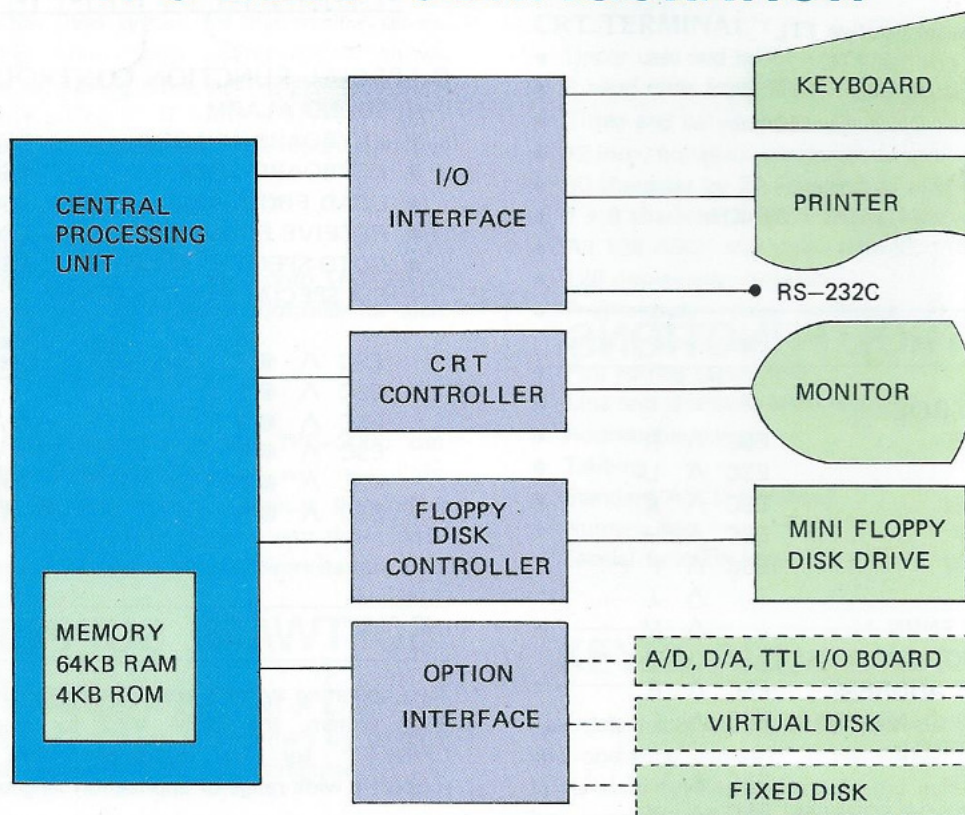 KEYBOARD
I/O
INTERFACE
PRINTER
RS-232C
CENTRAL
PROCESSING
UNIT
CRT
CONTROLLER
MONITOR
FLOPPY
DISK
CONTROLLER
MINI FLOPPY
DISK DRIVE
MEMORY
64KB RAM
4KB ROM
OPTION
INTERFACE
A/D, D/A, TTL I/O BOARD
VIRTUAL DISK
FIXED DISK